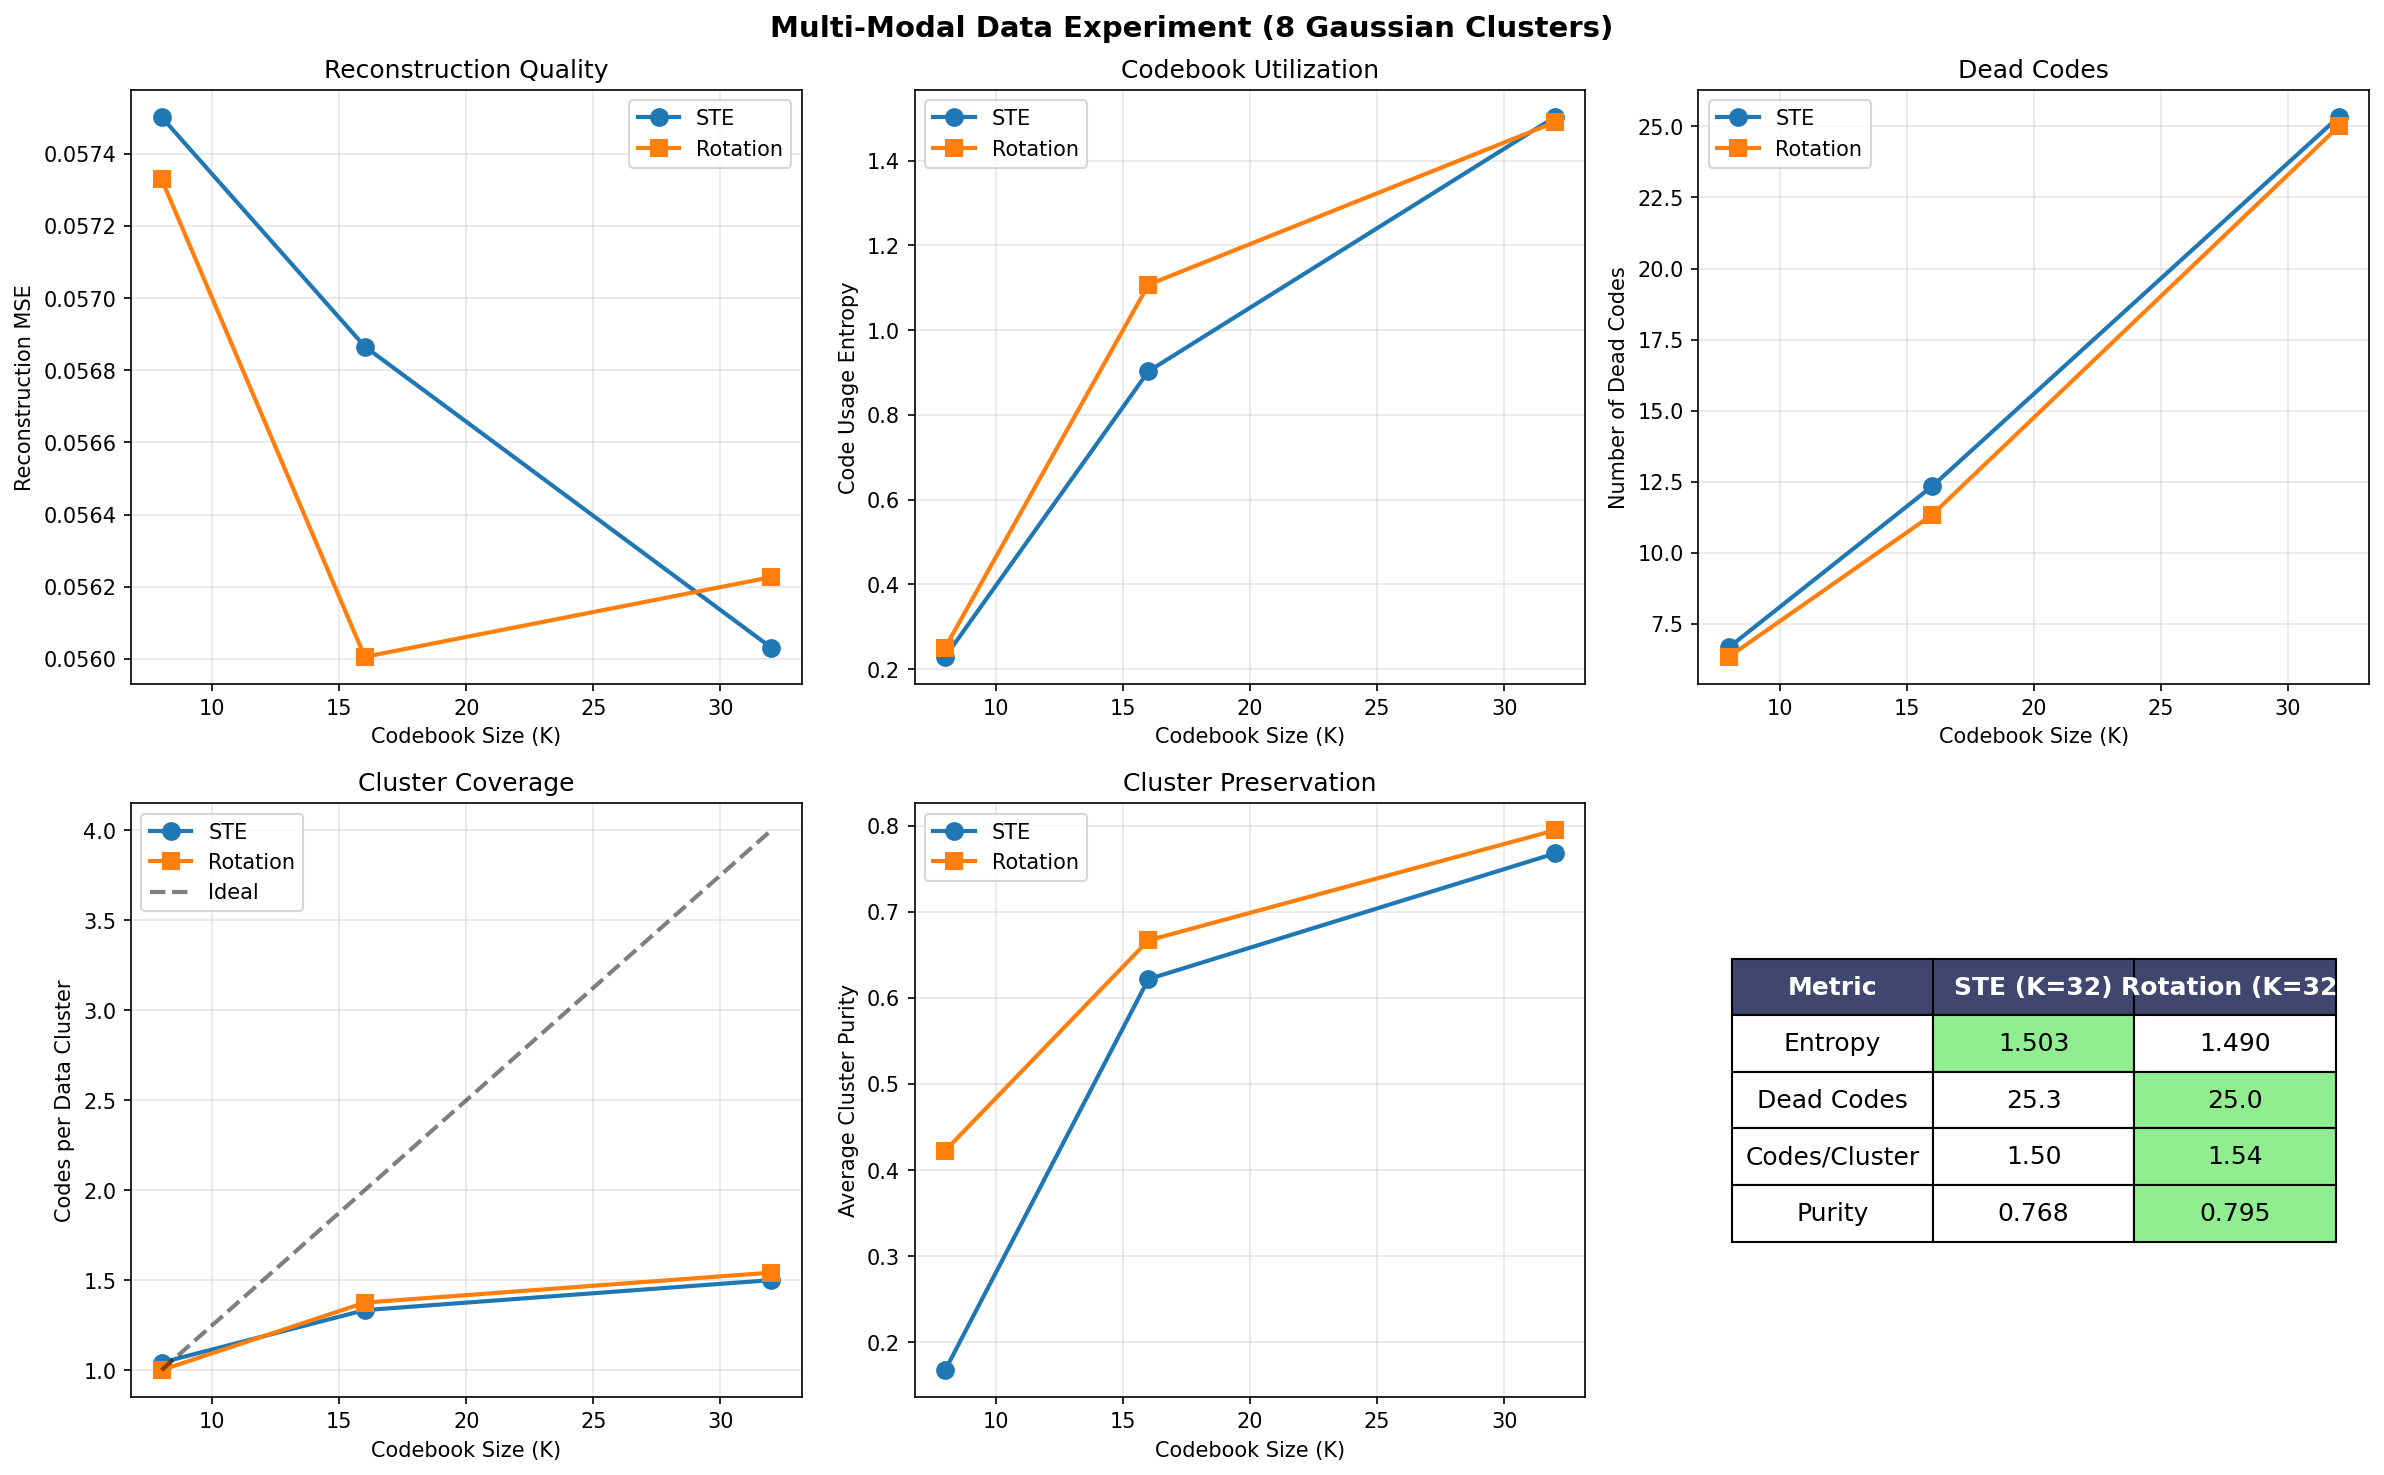 Multi-Modal Data Experiment (8 Gaussian Clusters)
Reconstruction Quality
Reconstruction MSE
0.0574
0.0572
0.0570
0.0568
0.0566
0.0564
0.0562
0.0560
STE
Rotation
10 15 20 25 30
Codebook Size (K)
Codebook Utilization
Code Usage Entropy
1.4
1.2
1.0
0.8
0.6
0.4
0.2
STE
Rotation
10 15 20 25 30
Codebook Size (K)
Dead Codes
Number of Dead Codes
25.0
22.5
20.0
17.5
15.0
12.5
10.0
7.5
STE
Rotation
10 15 20 25 30
Codebook Size (K)
Cluster Coverage
Codes per Data Cluster
4.0
3.5
3.0
2.5
2.0
1.5
1.0
STE
Rotation
Ideal
10 15 20 25 30
Codebook Size (K)
Cluster Preservation
Average Cluster Purity
0.8
0.7
0.6
0.5
0.4
0.3
0.2
STE
Rotation
10 15 20 25 30
Codebook Size (K)
Metric STE (K=32) Rotation (K=32
Entropy 1.503 1.490
Dead Codes 25.3 25.0
Codes/Cluster 1.50 1.54
Purity 0.768 0.795